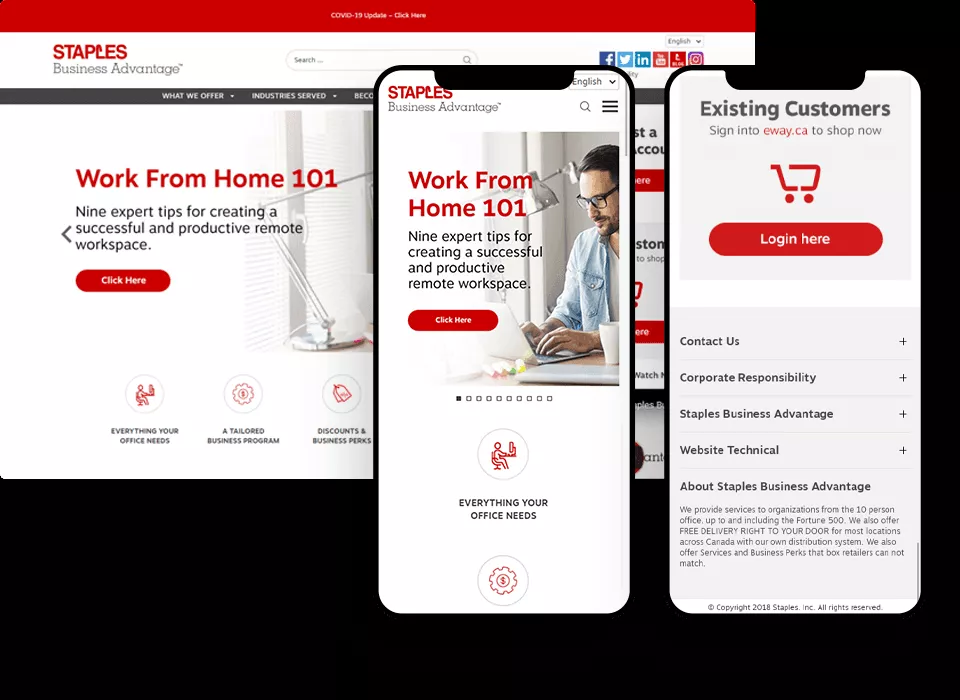 COVID-19 Update – Click Here
English
STAPLES
Business Advantage™
Search ...
WHAT WE OFFER
INDUSTRIES SERVED
BECO
Work From Home 101
Nine expert tips for creating a
successful and productive remote
workspace.
Click Here
EVERYTHING YOUR
OFFICE NEEDS
A TAILORED
BUSINESS PROGRAM
DISCOUNTS &
BUSINESS PERKS
English
STAPLES
Business Advantage™
Work From
Home 101
Nine expert tips for
creating a successful
and productive
remote workspace.
Click Here
EVERYTHING YOUR
OFFICE NEEDS
st a
ere
to shop
ere
Watch
Existing Customers
Sign into eway.ca to shop now
Login here
Contact Us +
Corporate Responsibility +
Staples Business Advantage +
Website Technical +
About Staples Business Advantage
We provide services to organizations from the 10 person
office, up to and including the Fortune 500. We also offer
FREE DELIVERY RIGHT TO YOUR DOOR for most locations
across Canada with our own distribution system. We also
offer Services and Business Perks that box retailers can not
match.
© Copyright 2018 Staples, Inc. All rights reserved.